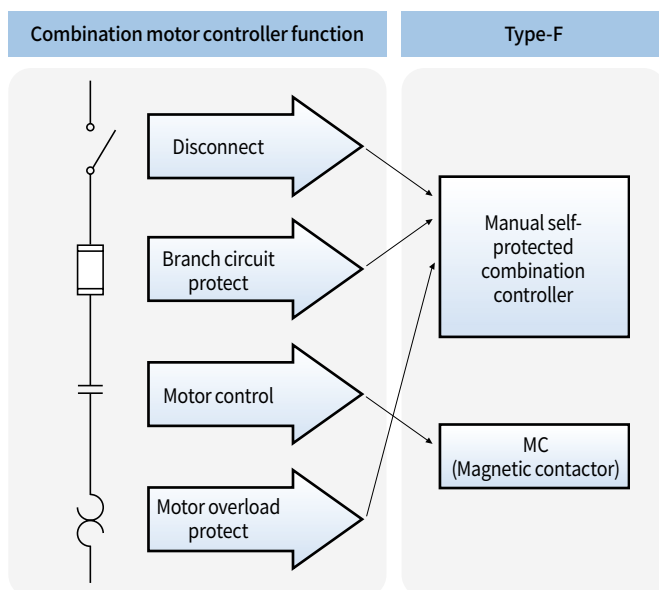 Combination motor controller function
Type-F
Disconnect
Branch circuit
protect
Motor control
Motor overload
protect
Manual self-
protected
combination
controller
MC
(Magnetic contactor)